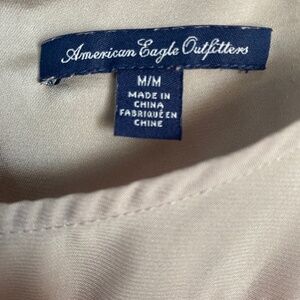 American Eagle Outfitters
M/M
MADE IN
CHINA
FABRIQUÉ EN
CHINE